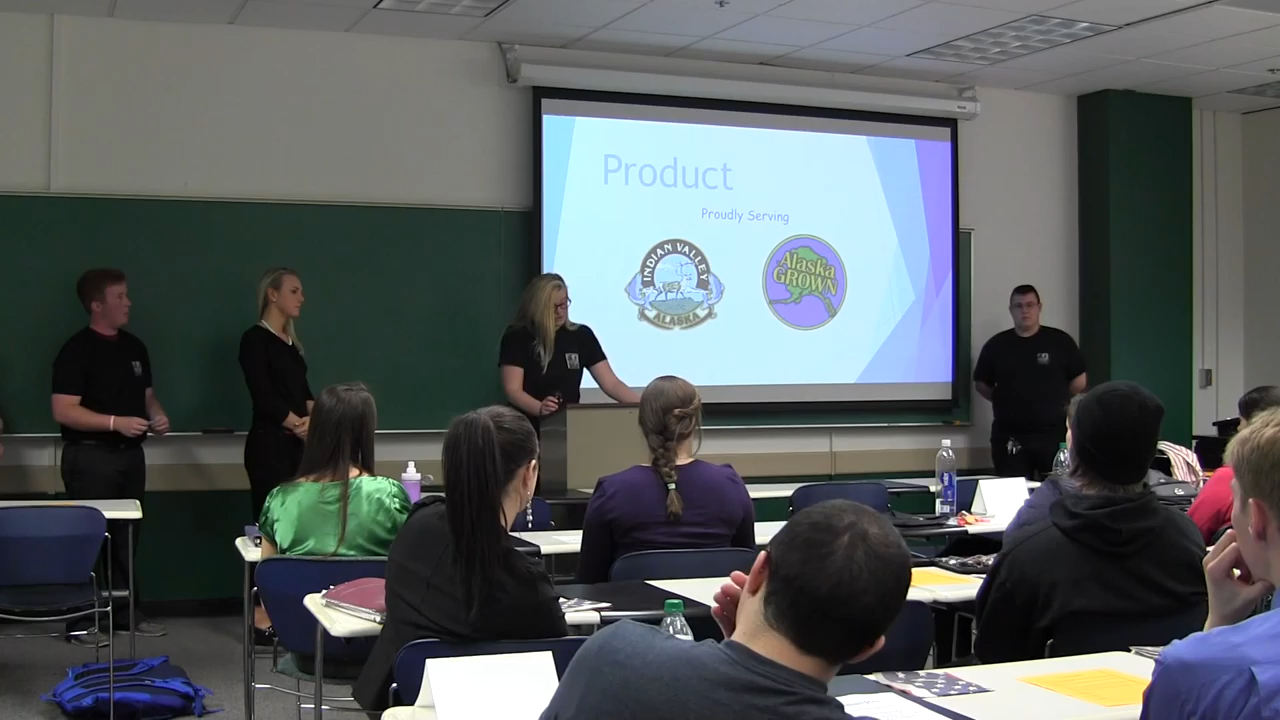 Product
Proudly Serving
INDIAN VALLEY
ALASKA
Alaska
GROWN